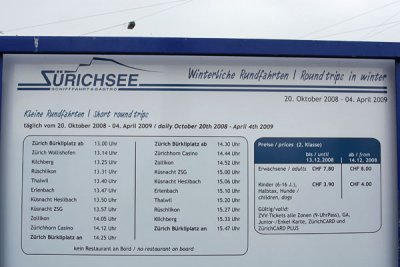 ZÜRICHSEE
SCHIFFFAHRT&GASTRO
Winterliche Rundfahrten | Round trips in winter
20. Oktober 2008 - 04. April 2009
Kleine Rundfahrten | Short round trips
täglich vom 20. Oktober 2008 - 04. April 2009 / daily October 20th 2008 - April 4th 2009
Zürich Bürkliplatz ab 13.00 Uhr
Zürich Wollishofen 13.14 Uhr
Kilchberg 13.25 Uhr
Rüschlikon 13.31 Uhr
Thalwil 13.40 Uhr
Erlenbach 13.47 Uhr
Küsnacht Heslibach 13.50 Uhr
Küsnacht ZSG 13.57 Uhr
Zollikon 14.05 Uhr
Zürichhorn Casino 14.12 Uhr
Zürich Bürkliplatz an 14.25 Uhr
Zürich Bürkliplatz ab 14.30 Uhr
Zürichhorn Casino 14.40 Uhr
Zollikon 14.52 Uhr
Küsnacht ZSG 15.00 Uhr
Küsnacht Heslibach 15.06 Uhr
Erlenbach 15.10 Uhr
Thalwil 15.20 Uhr
Rüschlikon 15.27 Uhr
Kilchberg 15.33 Uhr
Zürich Bürkliplatz an 15.47 Uhr
kein Restaurant an Bord / no restaurant on board
Preise / prices (2. Klasse)
bis / until ab / from
13.12.2008 14.12.2008
Erwachsene / adults CHF 7.80 CHF 8.00
Kinder (6-16 J.), CHF 3.90 CHF 4.00
Halbtax, Hunde /
children, dogs
Gültig/valid:
ZVV-Tickets alle Zonen (9-UhrPass), GA,
Junior-/Enkel-Karte, ZürichCARD und
ZürichCARD PLUS